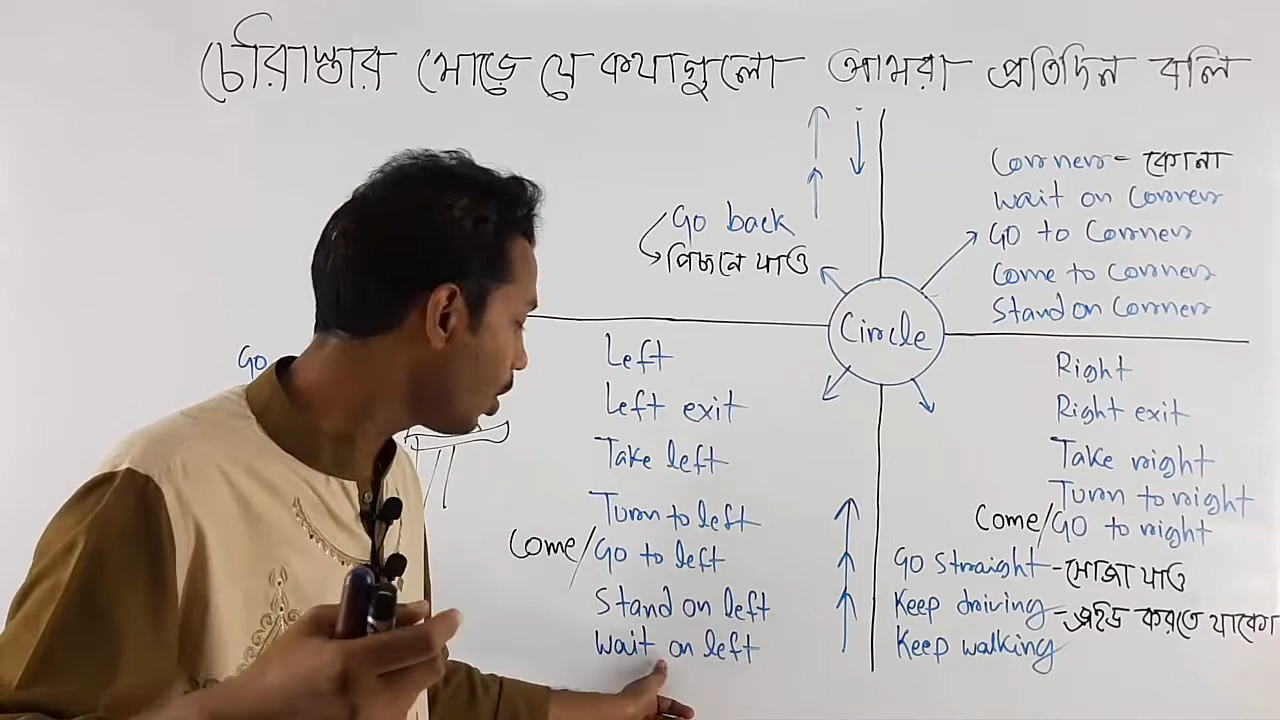 চৌরাস্তার মোড়ে যে কথাগুলো আমরা প্রতিদিন বলি
Corner - কোনা
wait on Corner
Go to Corner
Come to Corner
Stand on Corner
Go back
পিছনে যাও
Circle
Go
Left
Left exit
Take left
Turn to left
Come/Go to left
Stand on left
Wait on left
Right
Right exit
Take right
Turn to right
Come/Go to right
Go straight - সোজা যাও
Keep driving - ড্রাইভ করতে থাকো
Keep walking